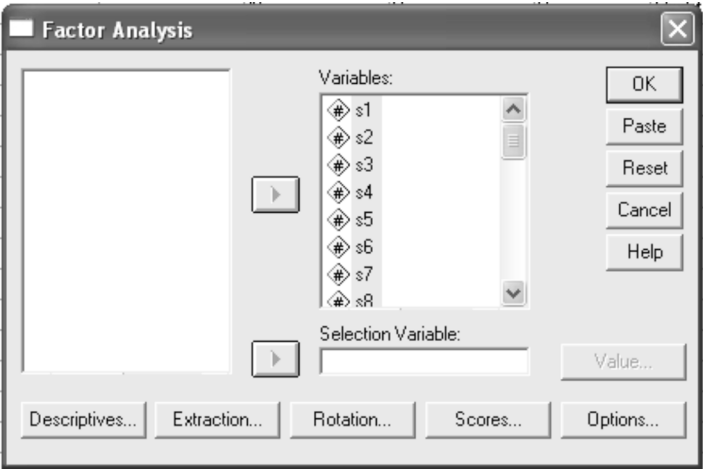 Factor Analysis
Variables:
# s1
# s2
# s3
# s4
# s5
# s6
# s7
# s8
Selection Variable:
OK
Paste
Reset
Cancel
Help
Value...
Descriptives...
Extraction...
Rotation...
Scores...
Options...